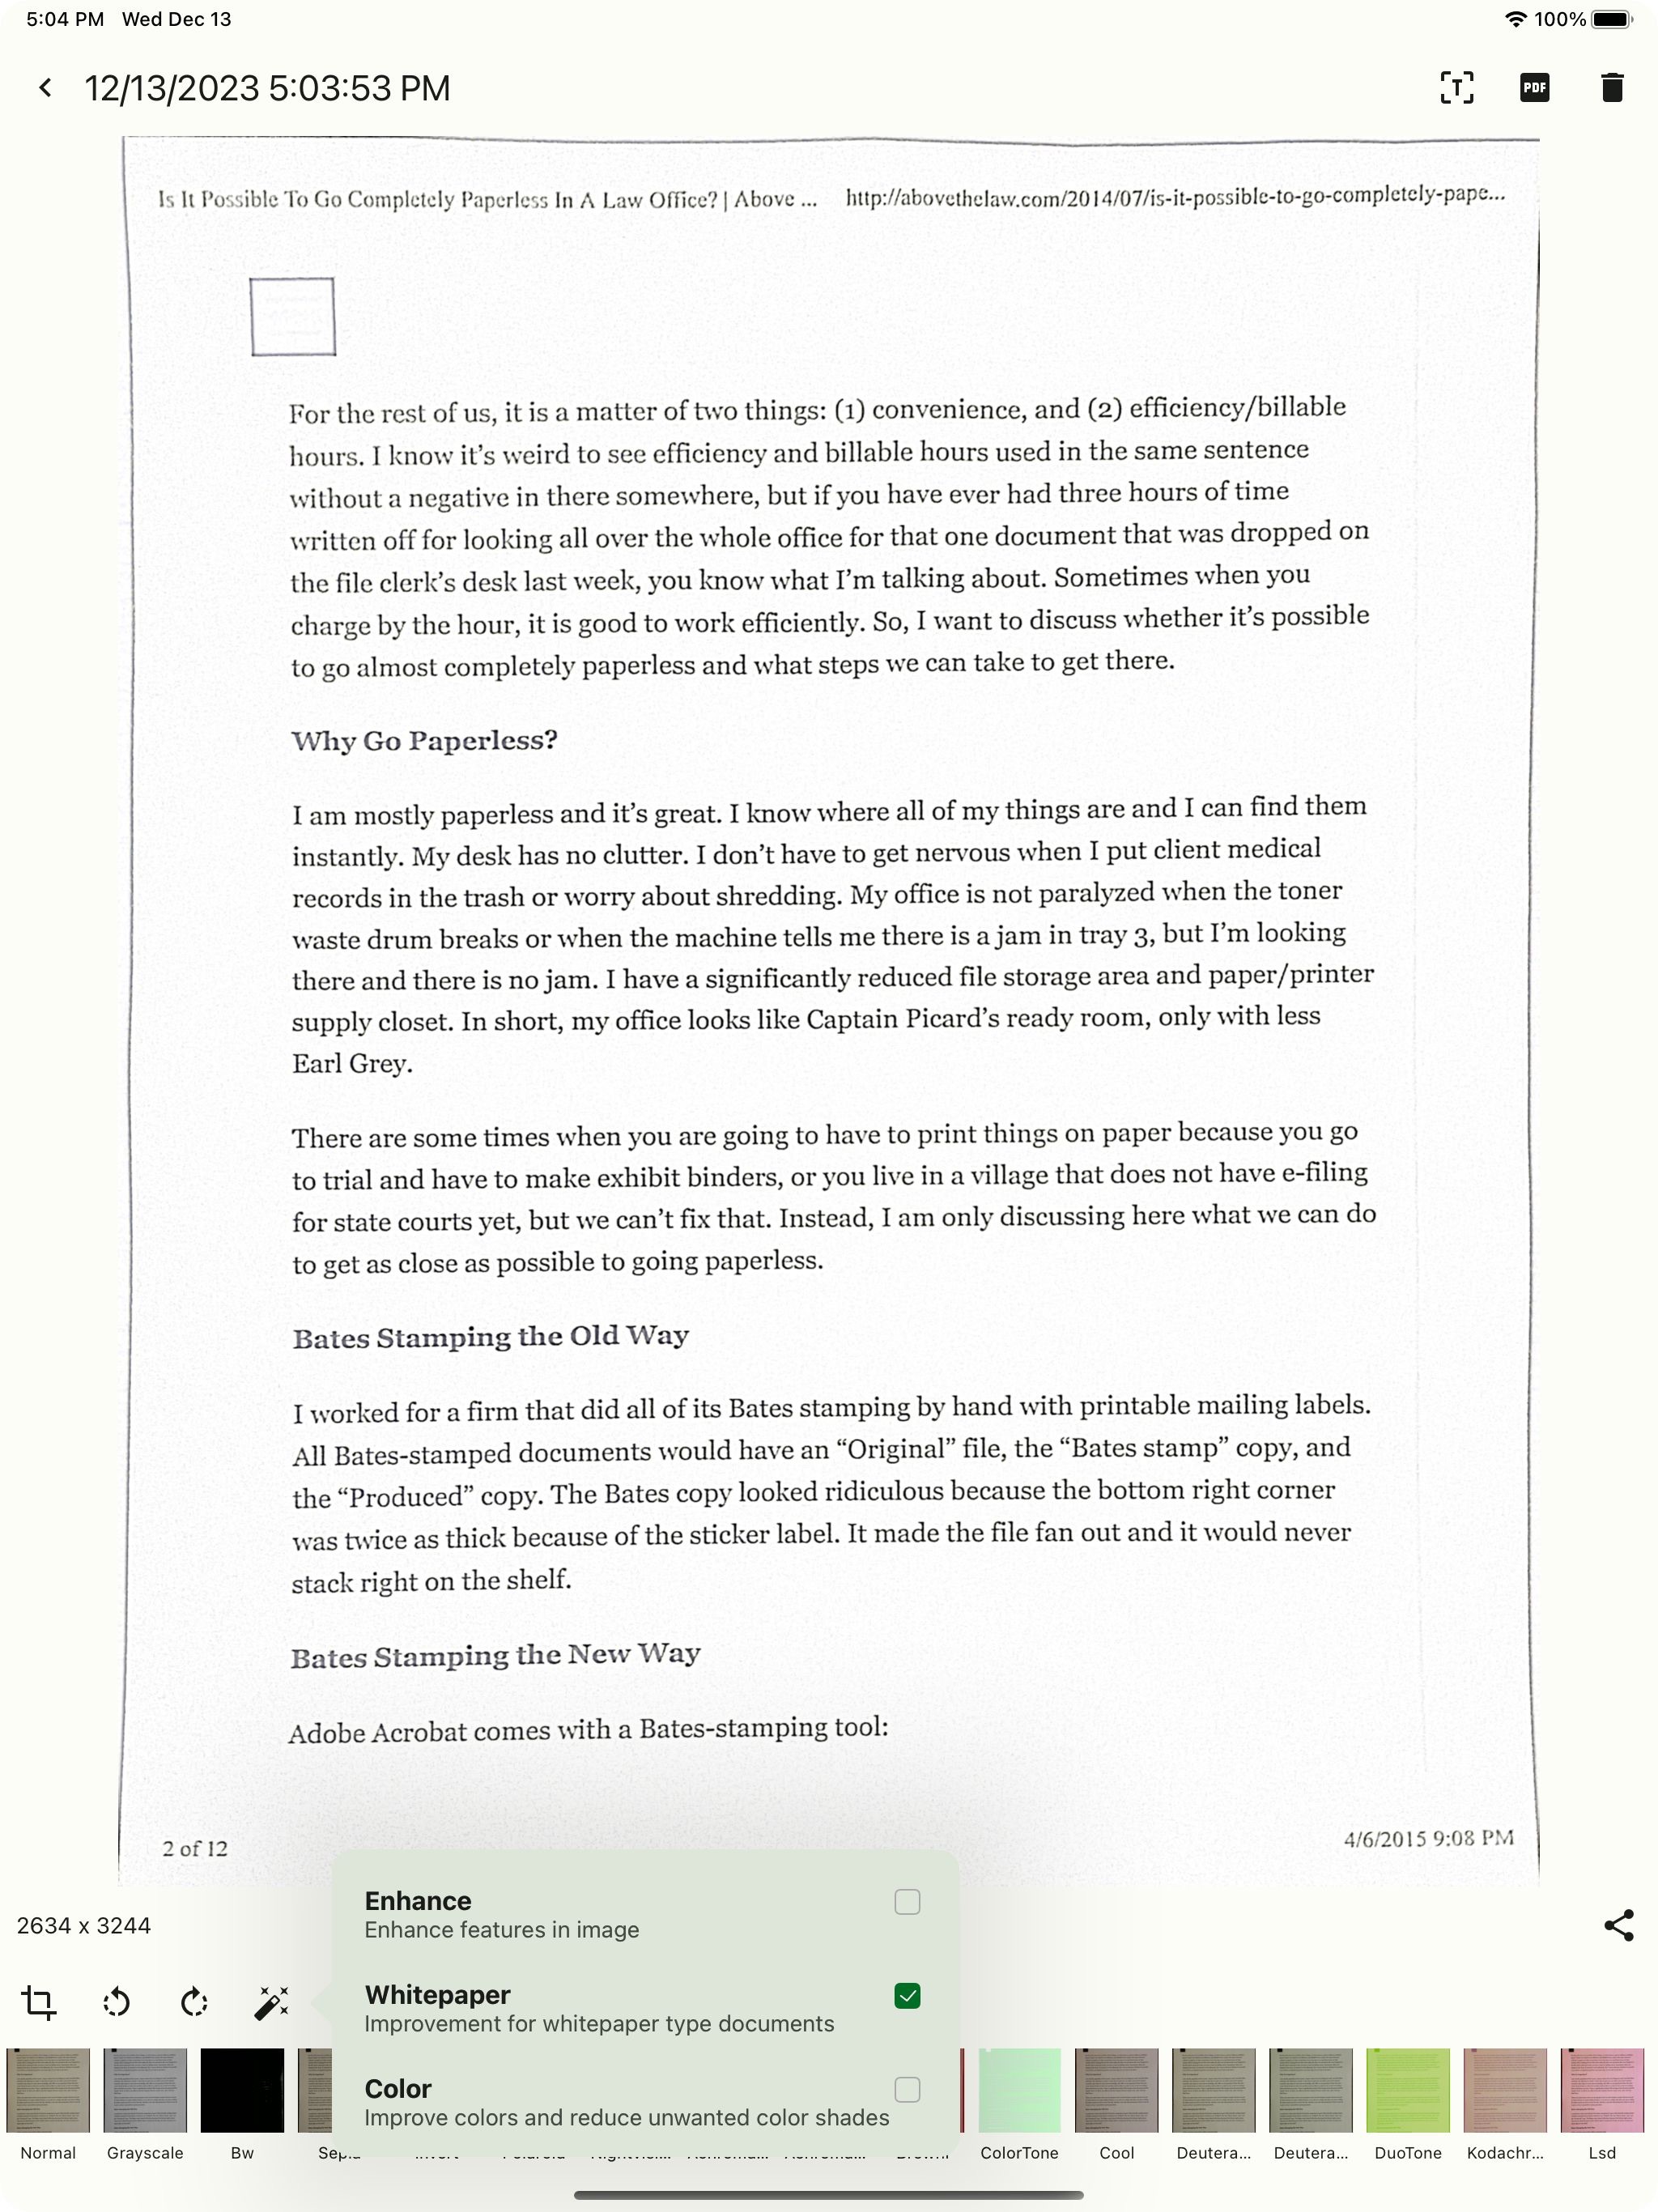 5:04 PM Wed Dec 13
100%
12/13/2023 5:03:53 PM
T
PDF
Is It Possible To Go Completely Paperless In A Law Office? | Above ... http://abovethelaw.com/2014/07/is-it-possible-to-go-completely-pape...
For the rest of us, it is a matter of two things: (1) convenience, and (2) efficiency/billable
hours. I know it’s weird to see efficiency and billable hours used in the same sentence
without a negative in there somewhere, but if you have ever had three hours of time
written off for looking all over the whole office for that one document that was dropped on
the file clerk’s desk last week, you know what I’m talking about. Sometimes when you
charge by the hour, it is good to work efficiently. So, I want to discuss whether it’s possible
to go almost completely paperless and what steps we can take to get there.
Why Go Paperless?
I am mostly paperless and it’s great. I know where all of my things are and I can find them
instantly. My desk has no clutter. I don’t have to get nervous when I put client medical
records in the trash or worry about shredding. My office is not paralyzed when the toner
waste drum breaks or when the machine tells me there is a jam in tray 3, but I’m looking
there and there is no jam. I have a significantly reduced file storage area and paper/printer
supply closet. In short, my office looks like Captain Picard’s ready room, only with less
Earl Grey.
There are some times when you are going to have to print things on paper because you go
to trial and have to make exhibit binders, or you live in a village that does not have e-filing
for state courts yet, but we can’t fix that. Instead, I am only discussing here what we can do
to get as close as possible to going paperless.
Bates Stamping the Old Way
I worked for a firm that did all of its Bates stamping by hand with printable mailing labels.
All Bates-stamped documents would have an “Original” file, the “Bates stamp” copy, and
the “Produced” copy. The Bates copy looked ridiculous because the bottom right corner
was twice as thick because of the sticker label. It made the file fan out and it would never
stack right on the shelf.
Bates Stamping the New Way
Adobe Acrobat comes with a Bates-stamping tool:
2 of 12 4/6/2015 9:08 PM
Enhance
Enhance features in image
2634 x 3244
Whitepaper
Improvement for whitepaper type documents
Color
Improve colors and reduce unwanted color shades
Normal Grayscale Bw Sepia ColorTone Cool Deutera... Deutera... DuoTone Kodachr... Lsd